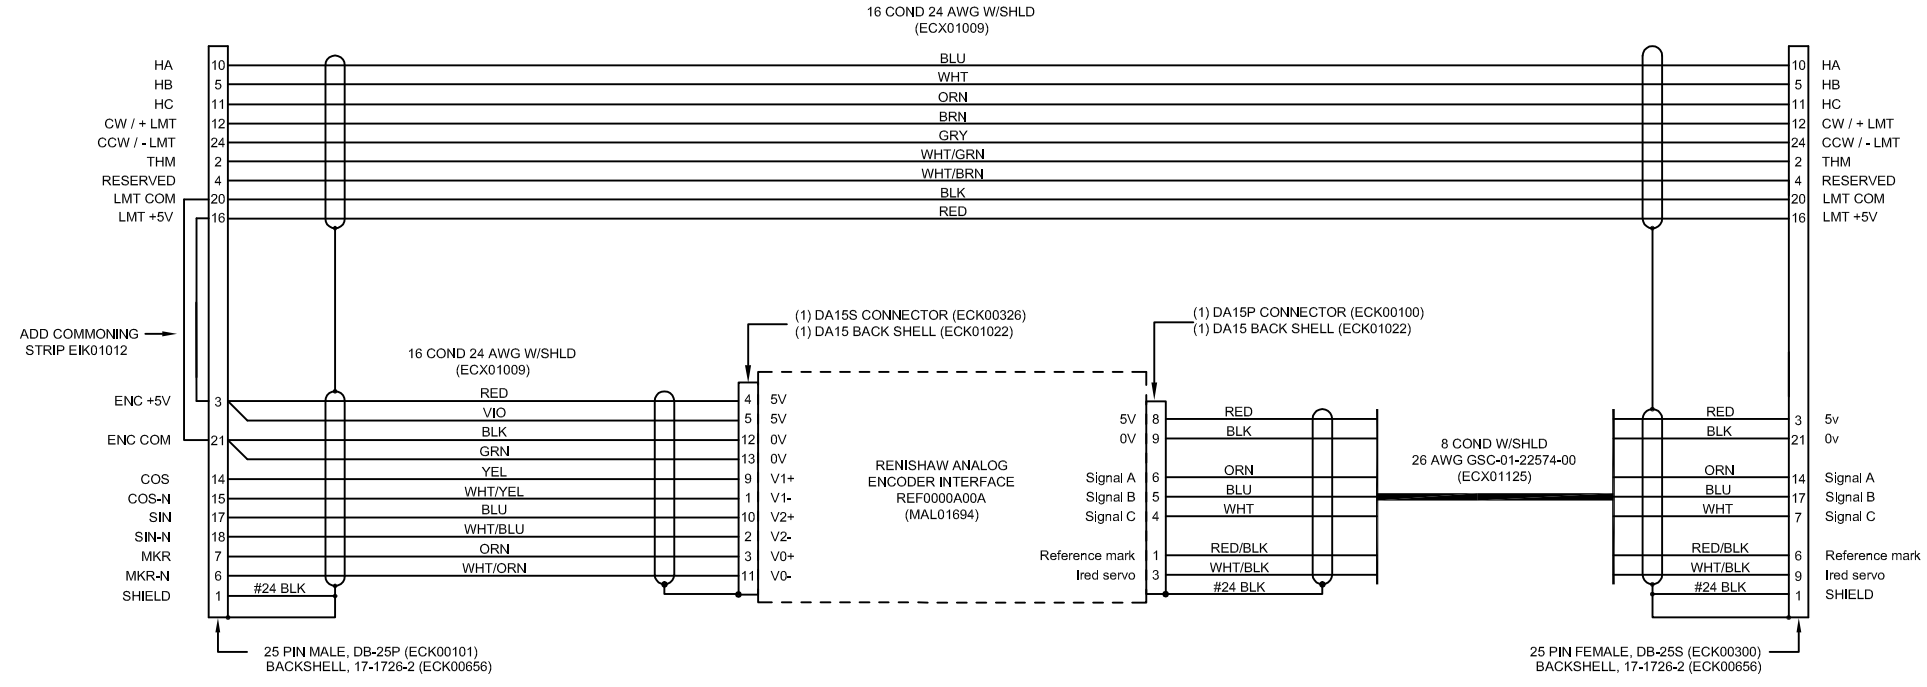 16 COND 24 AWG W/SHLD
(ECX01009)
HA 10 BLU 10 HA
HB 5 WHT 5 HB
HC 11 ORN 11 HC
CW / + LMT 12 BRN 12 CW / + LMT
CCW / - LMT 24 GRY 24 CCW / - LMT
THM 2 WHT/GRN 2 THM
RESERVED 4 WHT/BRN 4 RESERVED
LMT COM 20 BLK 20 LMT COM
LMT +5V 16 RED 16 LMT +5V
ADD COMMONING
STRIP EIK01012
(1) DA15S CONNECTOR (ECK00326)
(1) DA15 BACK SHELL (ECK01022)
(1) DA15P CONNECTOR (ECK00100)
(1) DA15 BACK SHELL (ECK01022)
16 COND 24 AWG W/SHLD
(ECX01009)
ENC +5V 3 RED 4 5V
VIO 5 5V
ENC COM 21 BLK 12 0V
GRN 13 0V
COS 14 YEL 9 V1+
COS-N 15 WHT/YEL 1 V1-
SIN 17 BLU 10 V2+
SIN-N 18 WHT/BLU 2 V2-
MKR 7 ORN 3 V0+
MKR-N 6 WHT/ORN 11 V0-
SHIELD 1 #24 BLK
RENISHAW ANALOG
ENCODER INTERFACE
REF0000A00A
(MAL01694)
5V 8 RED
0V 9 BLK
Signal A 6 ORN
Signal B 5 BLU
Signal C 4 WHT
Reference mark 1 RED/BLK
Ired servo 3 WHT/BLK
#24 BLK
8 COND W/SHLD
26 AWG GSC-01-22574-00
(ECX01125)
RED 3 5v
BLK 21 0v
ORN 14 Signal A
BLU 17 Signal B
WHT 7 Signal C
RED/BLK 6 Reference mark
WHT/BLK 9 Ired servo
#24 BLK 1 SHIELD
25 PIN MALE, DB-25P (ECK00101)
BACKSHELL, 17-1726-2 (ECK00656)
25 PIN FEMALE, DB-25S (ECK00300)
BACKSHELL, 17-1726-2 (ECK00656)